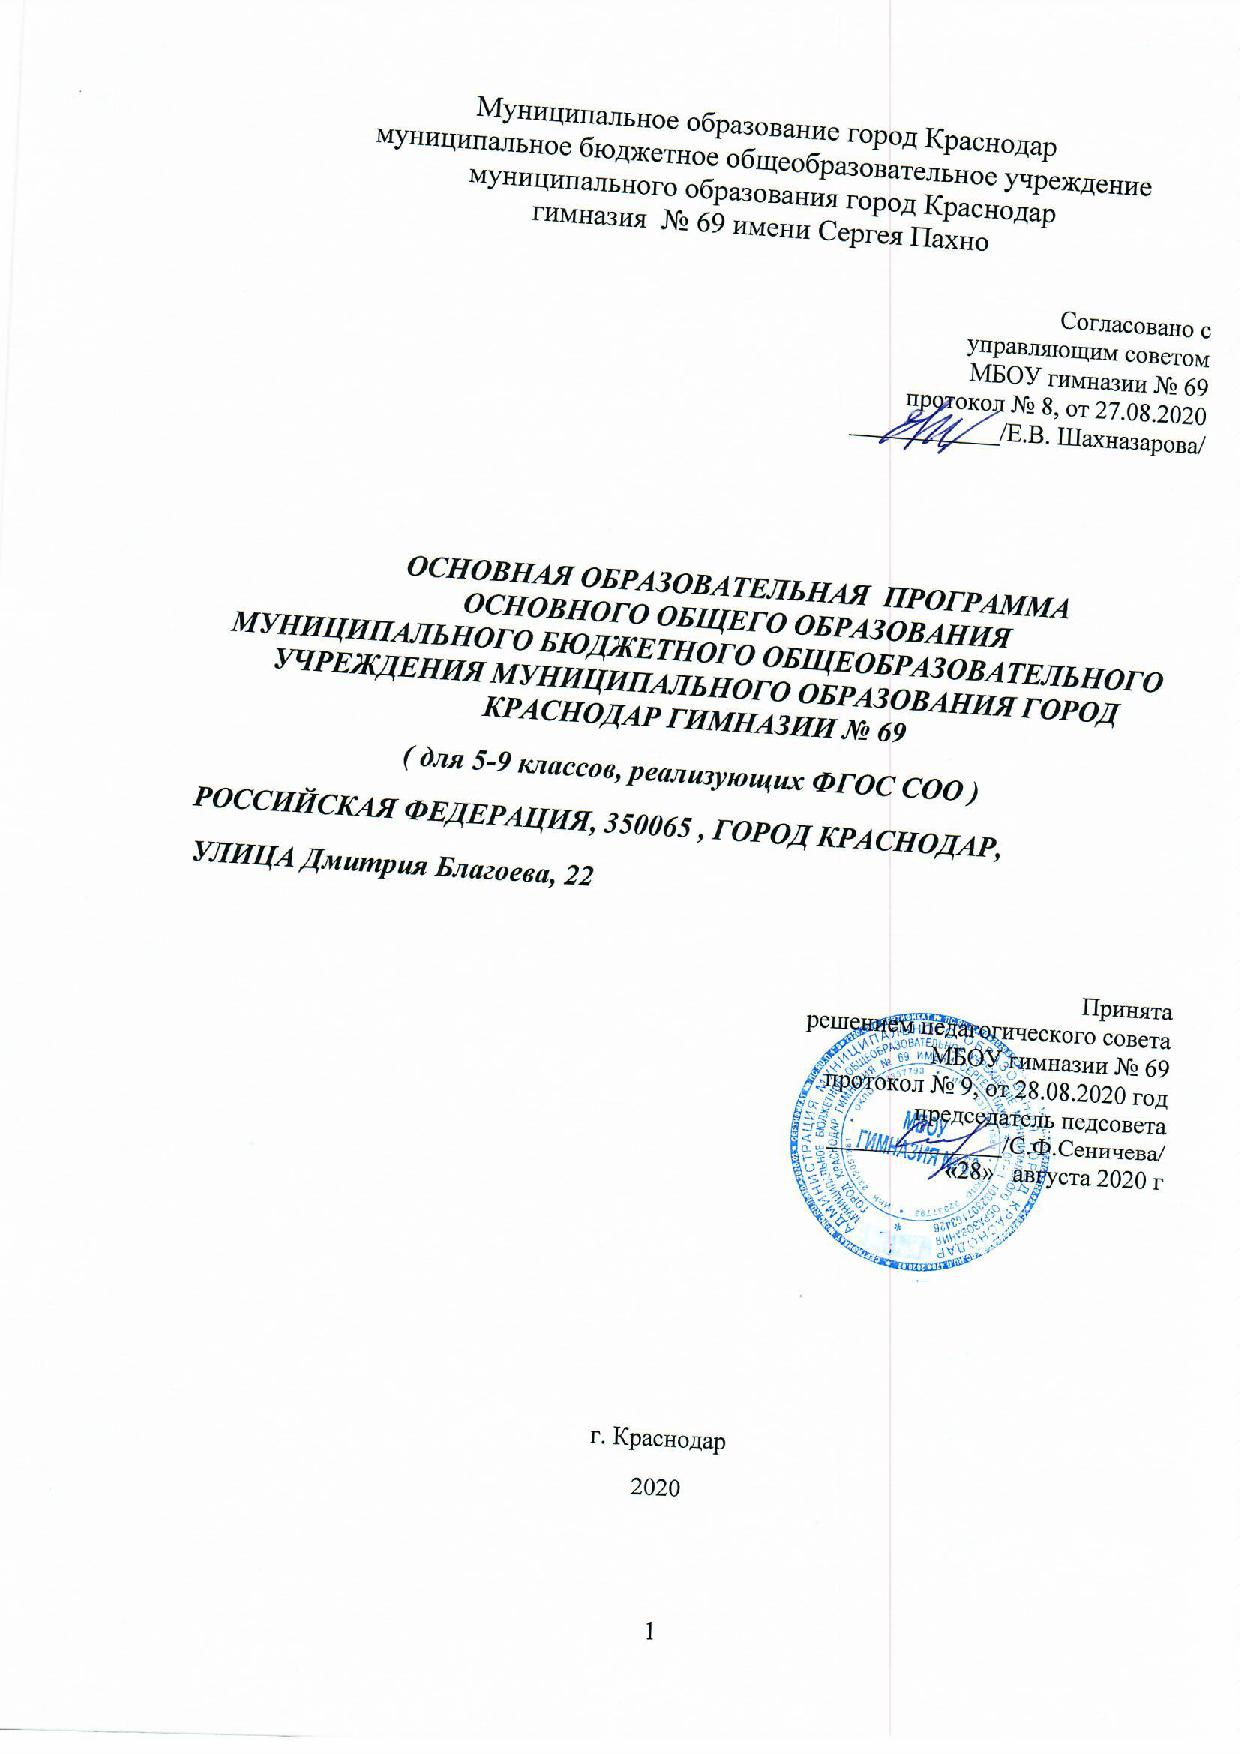 Муниципальное образование город Краснодар
муниципальное бюджетное общеобразовательное учреждение
муниципального образования город Краснодар
гимназия № 69 имени Сергея Пахно
Согласовано с
управляющим советом
МБОУ гимназии № 69
протокол № 8, от 27.08.2020
/Е.В. Шахназарова/
ОСНОВНАЯ ОБРАЗОВАТЕЛЬНАЯ ПРОГРАММА
ОСНОВНОГО ОБЩЕГО ОБРАЗОВАНИЯ
МУНИЦИПАЛЬНОГО БЮДЖЕТНОГО ОБЩЕОБРАЗОВАТЕЛЬНОГО
УЧРЕЖДЕНИЯ МУНИЦИПАЛЬНОГО ОБРАЗОВАНИЯ ГОРОД
КРАСНОДАР ГИМНАЗИИ № 69
( для 5-9 классов, реализующих ФГОС СОО )
РОССИЙСКАЯ ФЕДЕРАЦИЯ, 350065 , ГОРОД КРАСНОДАР,
УЛИЦА Дмитрия Благоева, 22
Принята
решением педагогического совета
МБОУ гимназии № 69
протокол № 9, от 28.08.2020 год
председатель педсовета
/С.Ф.Сеничева/
«28» августа 2020 г
МБОУ
ГИМНАЗИЯ
г. Краснодар
2020
1